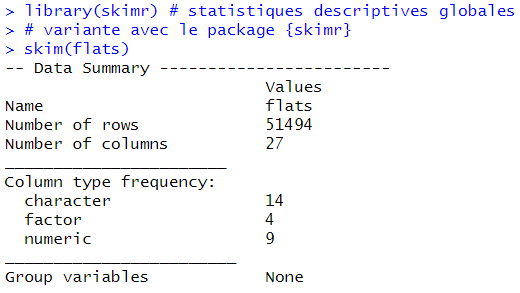 > library(skimr) # statistiques descriptives globales
> # variante avec le package {skimr}
> skim(flats)
-- Data Summary ------------------------
                           Values
Name                       flats
Number of rows             51494
Number of columns          27
_______________________
Column type frequency:
  character                14
  factor                   4
  numeric                  9
________________________
Group variables            None